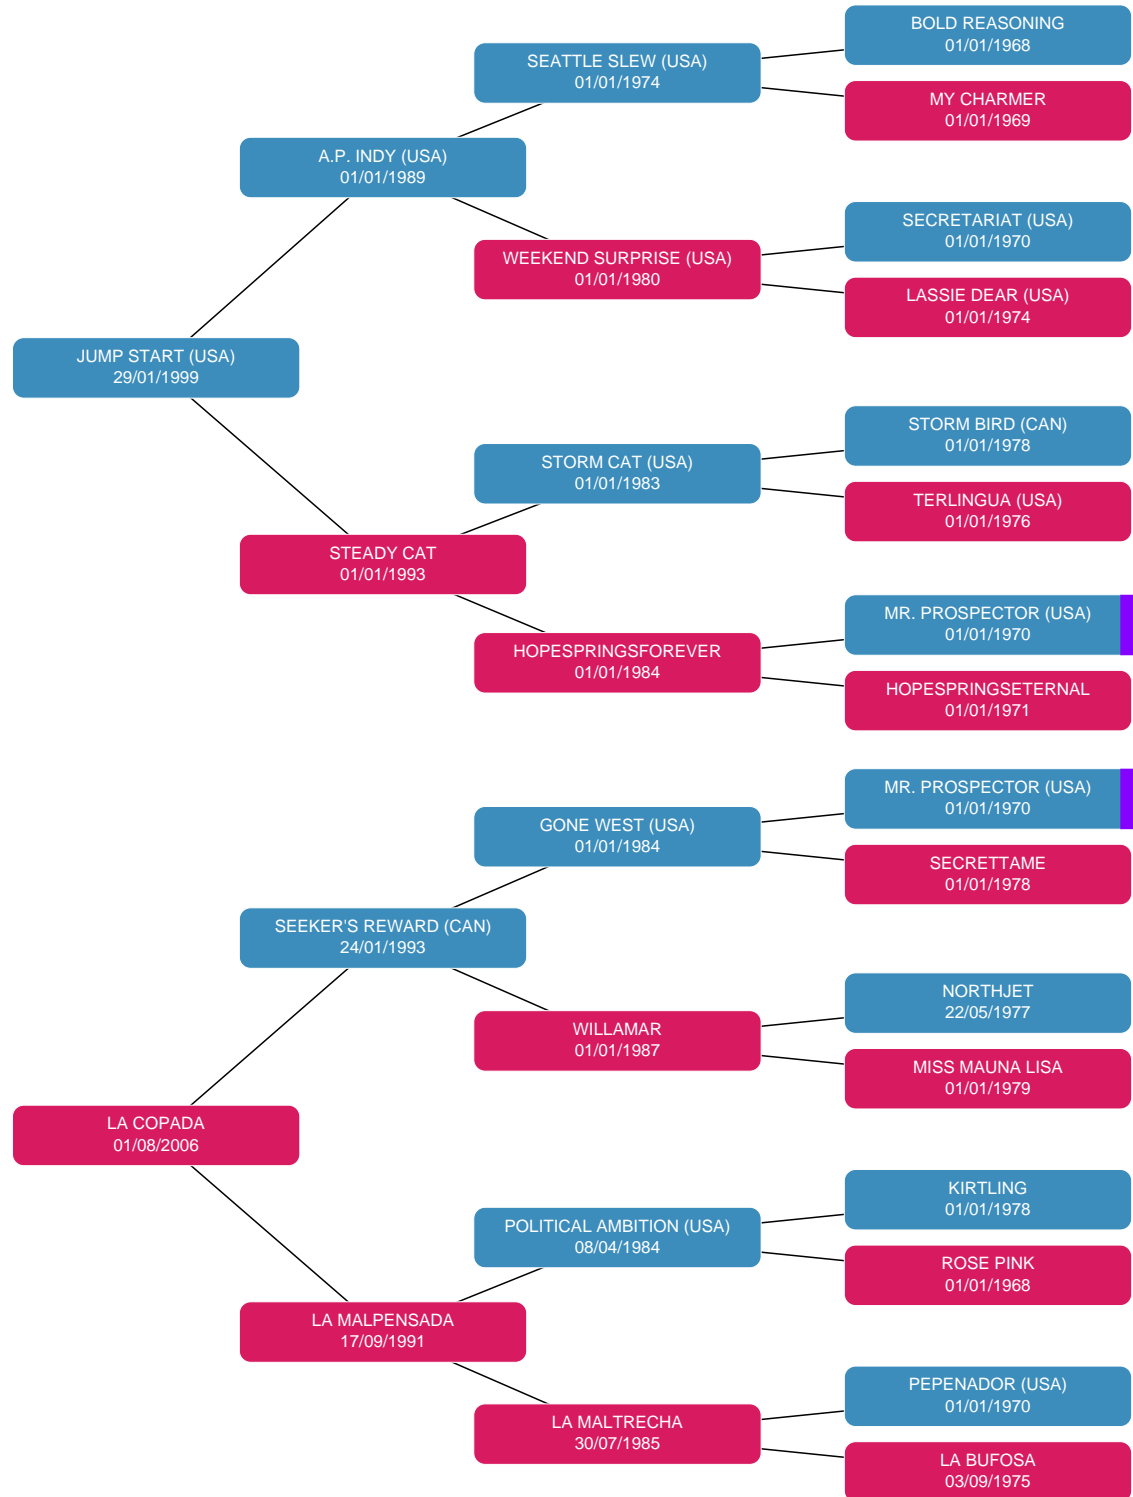 BOLD REASONING
01/01/1968
SEATTLE SLEW (USA)
01/01/1974
MY CHARMER
01/01/1969
A.P. INDY (USA)
01/01/1989
SECRETARIAT (USA)
01/01/1970
WEEKEND SURPRISE (USA)
01/01/1980
LASSIE DEAR (USA)
01/01/1974
JUMP START (USA)
29/01/1999
STORM BIRD (CAN)
01/01/1978
STORM CAT (USA)
01/01/1983
TERLINGUA (USA)
01/01/1976
STEADY CAT
01/01/1993
MR. PROSPECTOR (USA)
01/01/1970
HOPESPRINGSFOREVER
01/01/1984
HOPESPRINGSETERNAL
01/01/1971
MR. PROSPECTOR (USA)
01/01/1970
GONE WEST (USA)
01/01/1984
SECRETTAME
01/01/1978
SEEKER'S REWARD (CAN)
24/01/1993
NORTHJET
22/05/1977
WILLAMAR
01/01/1987
MISS MAUNA LISA
01/01/1979
LA COPADA
01/08/2006
KIRTLING
01/01/1978
POLITICAL AMBITION (USA)
08/04/1984
ROSE PINK
01/01/1968
LA MALPENSADA
17/09/1991
PEPENADOR (USA)
01/01/1970
LA MALTRECHA
30/07/1985
LA BUFOSA
03/09/1975